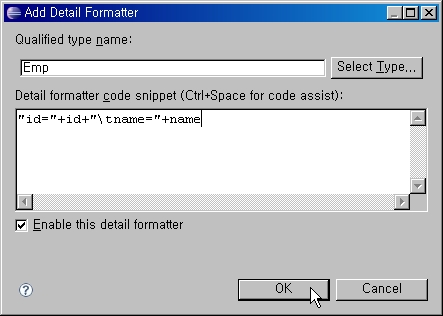 Add Detail Formatter
Qualified type name:
Emp
Select Type...
Detail formatter code snippet (Ctrl+Space for code assist):
"id="+id+"\tname="+name
Enable this detail formatter
?
OK
Cancel